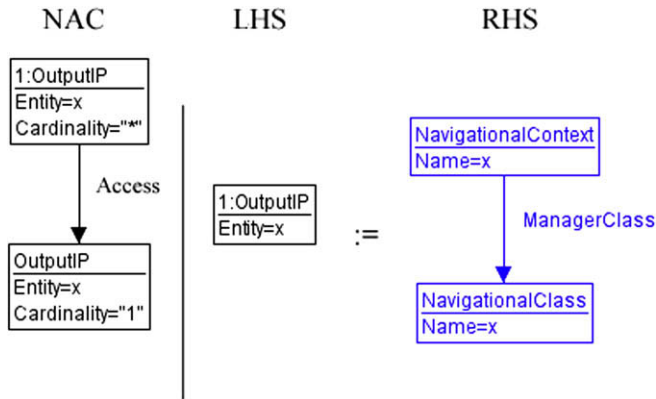 NAC
LHS
RHS
1:OutputIP
Entity=x
Cardinality="*"
Access
OutputIP
Entity=x
Cardinality="1"
1:OutputIP
Entity=x
:=
NavigationalContext
Name=x
ManagerClass
NavigationalClass
Name=x